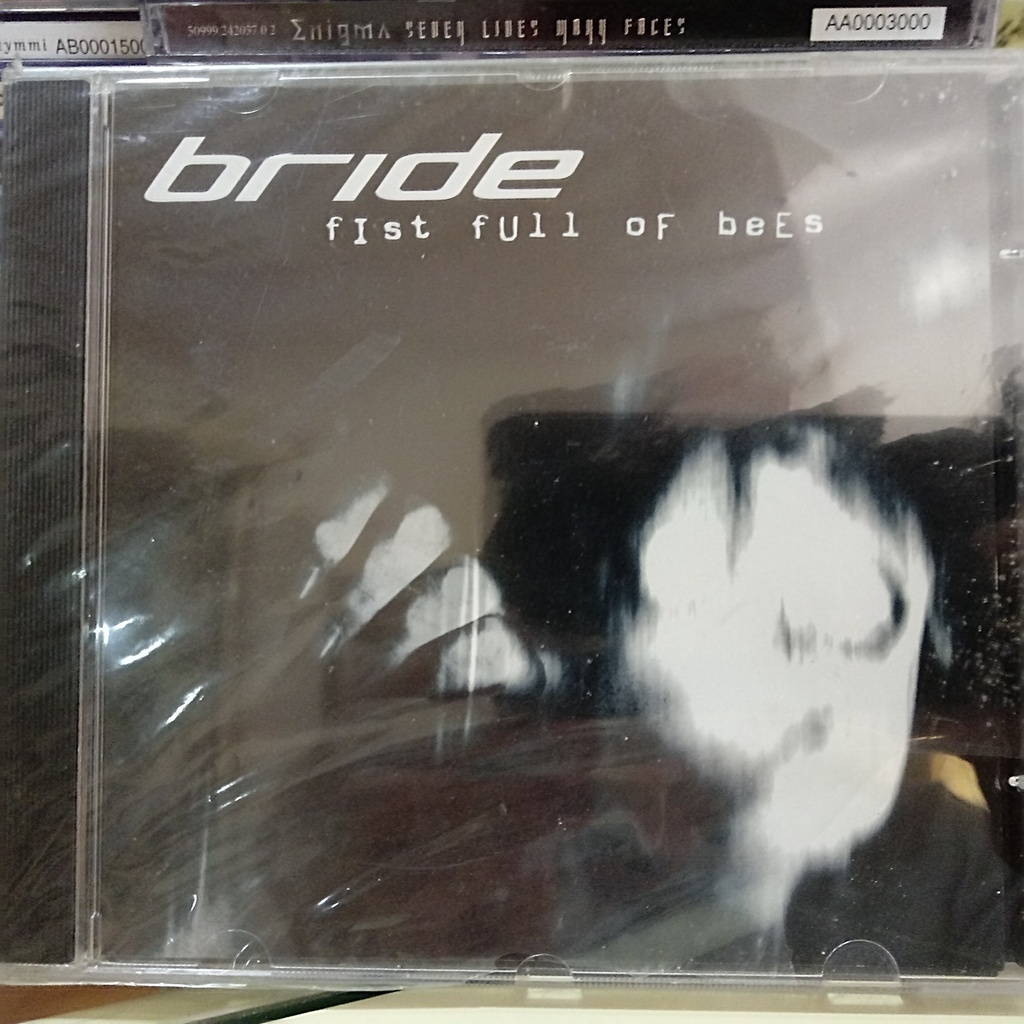 ymmi AB0001500
50999 242037 0 2 Enigma SEVEN LIVES MANY FACES
AA0003000
bride
fIst fUll oF beEs